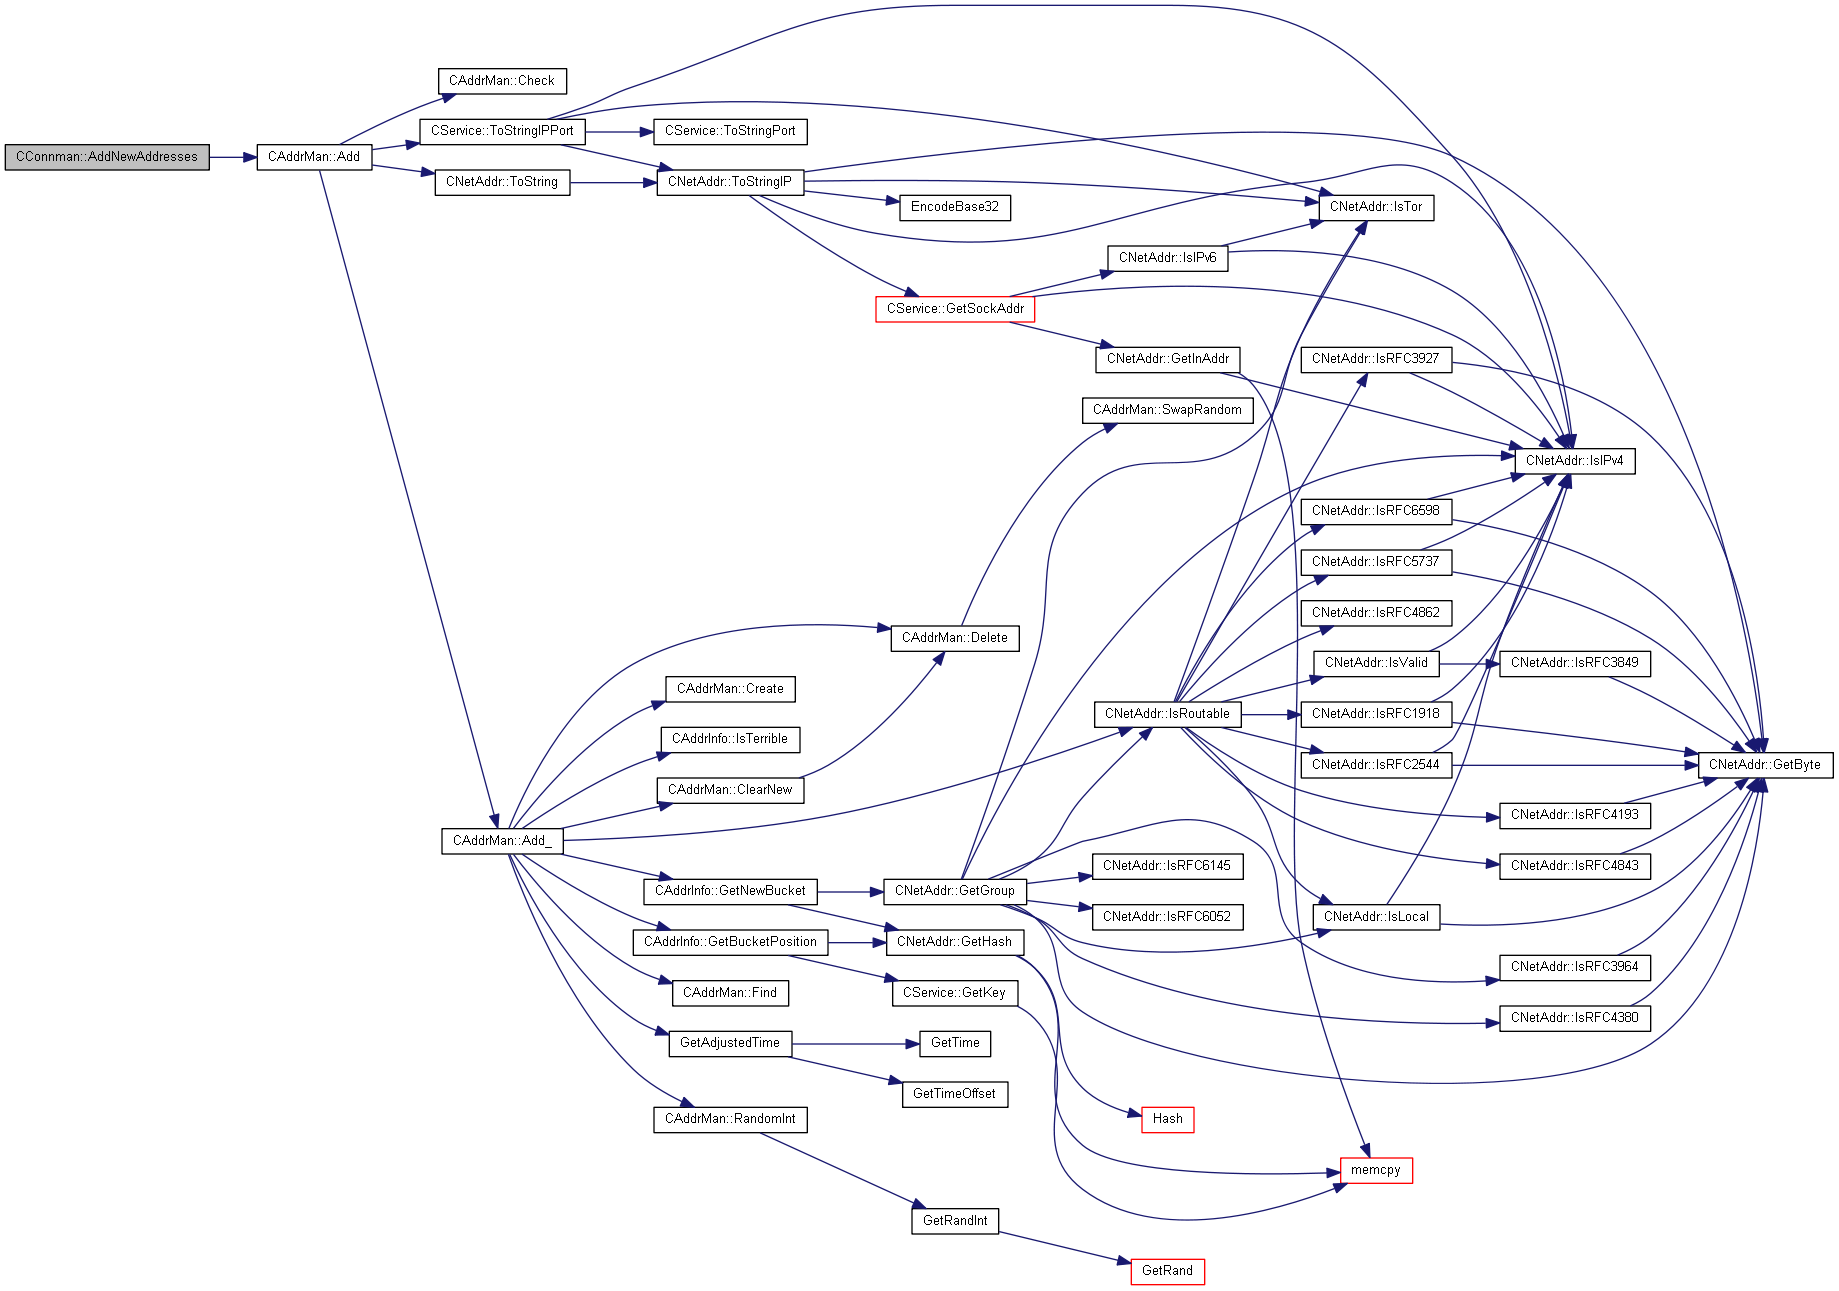 CConnman::AddNewAddresses
CAddrMan::Add
CAddrMan::Check
CService::ToStringIPPort
CNetAddr::ToString
CAddrMan::Add_
CService::ToStringPort
CNetAddr::ToStringIP
CAddrMan::Create
CAddrInfo::IsTerrible
CAddrMan::ClearNew
CAddrInfo::GetNewBucket
CAddrInfo::GetBucketPosition
CAddrMan::Find
GetAdjustedTime
CAddrMan::RandomInt
EncodeBase32
CService::GetSockAddr
CAddrMan::Delete
CNetAddr::GetGroup
CNetAddr::GetHash
CService::GetKey
GetTime
GetTimeOffset
GetRandInt
CNetAddr::IsIPv6
CNetAddr::GetInAddr
CAddrMan::SwapRandom
CNetAddr::IsRoutable
CNetAddr::IsRFC6145
CNetAddr::IsRFC6052
Hash
GetRand
CNetAddr::IsTor
CNetAddr::IsRFC3927
CNetAddr::IsRFC6598
CNetAddr::IsRFC5737
CNetAddr::IsRFC4862
CNetAddr::IsValid
CNetAddr::IsRFC1918
CNetAddr::IsRFC2544
CNetAddr::IsLocal
memcpy
CNetAddr::IsIPv4
CNetAddr::IsRFC3849
CNetAddr::IsRFC4193
CNetAddr::IsRFC4843
CNetAddr::IsRFC3964
CNetAddr::IsRFC4380
CNetAddr::GetByte